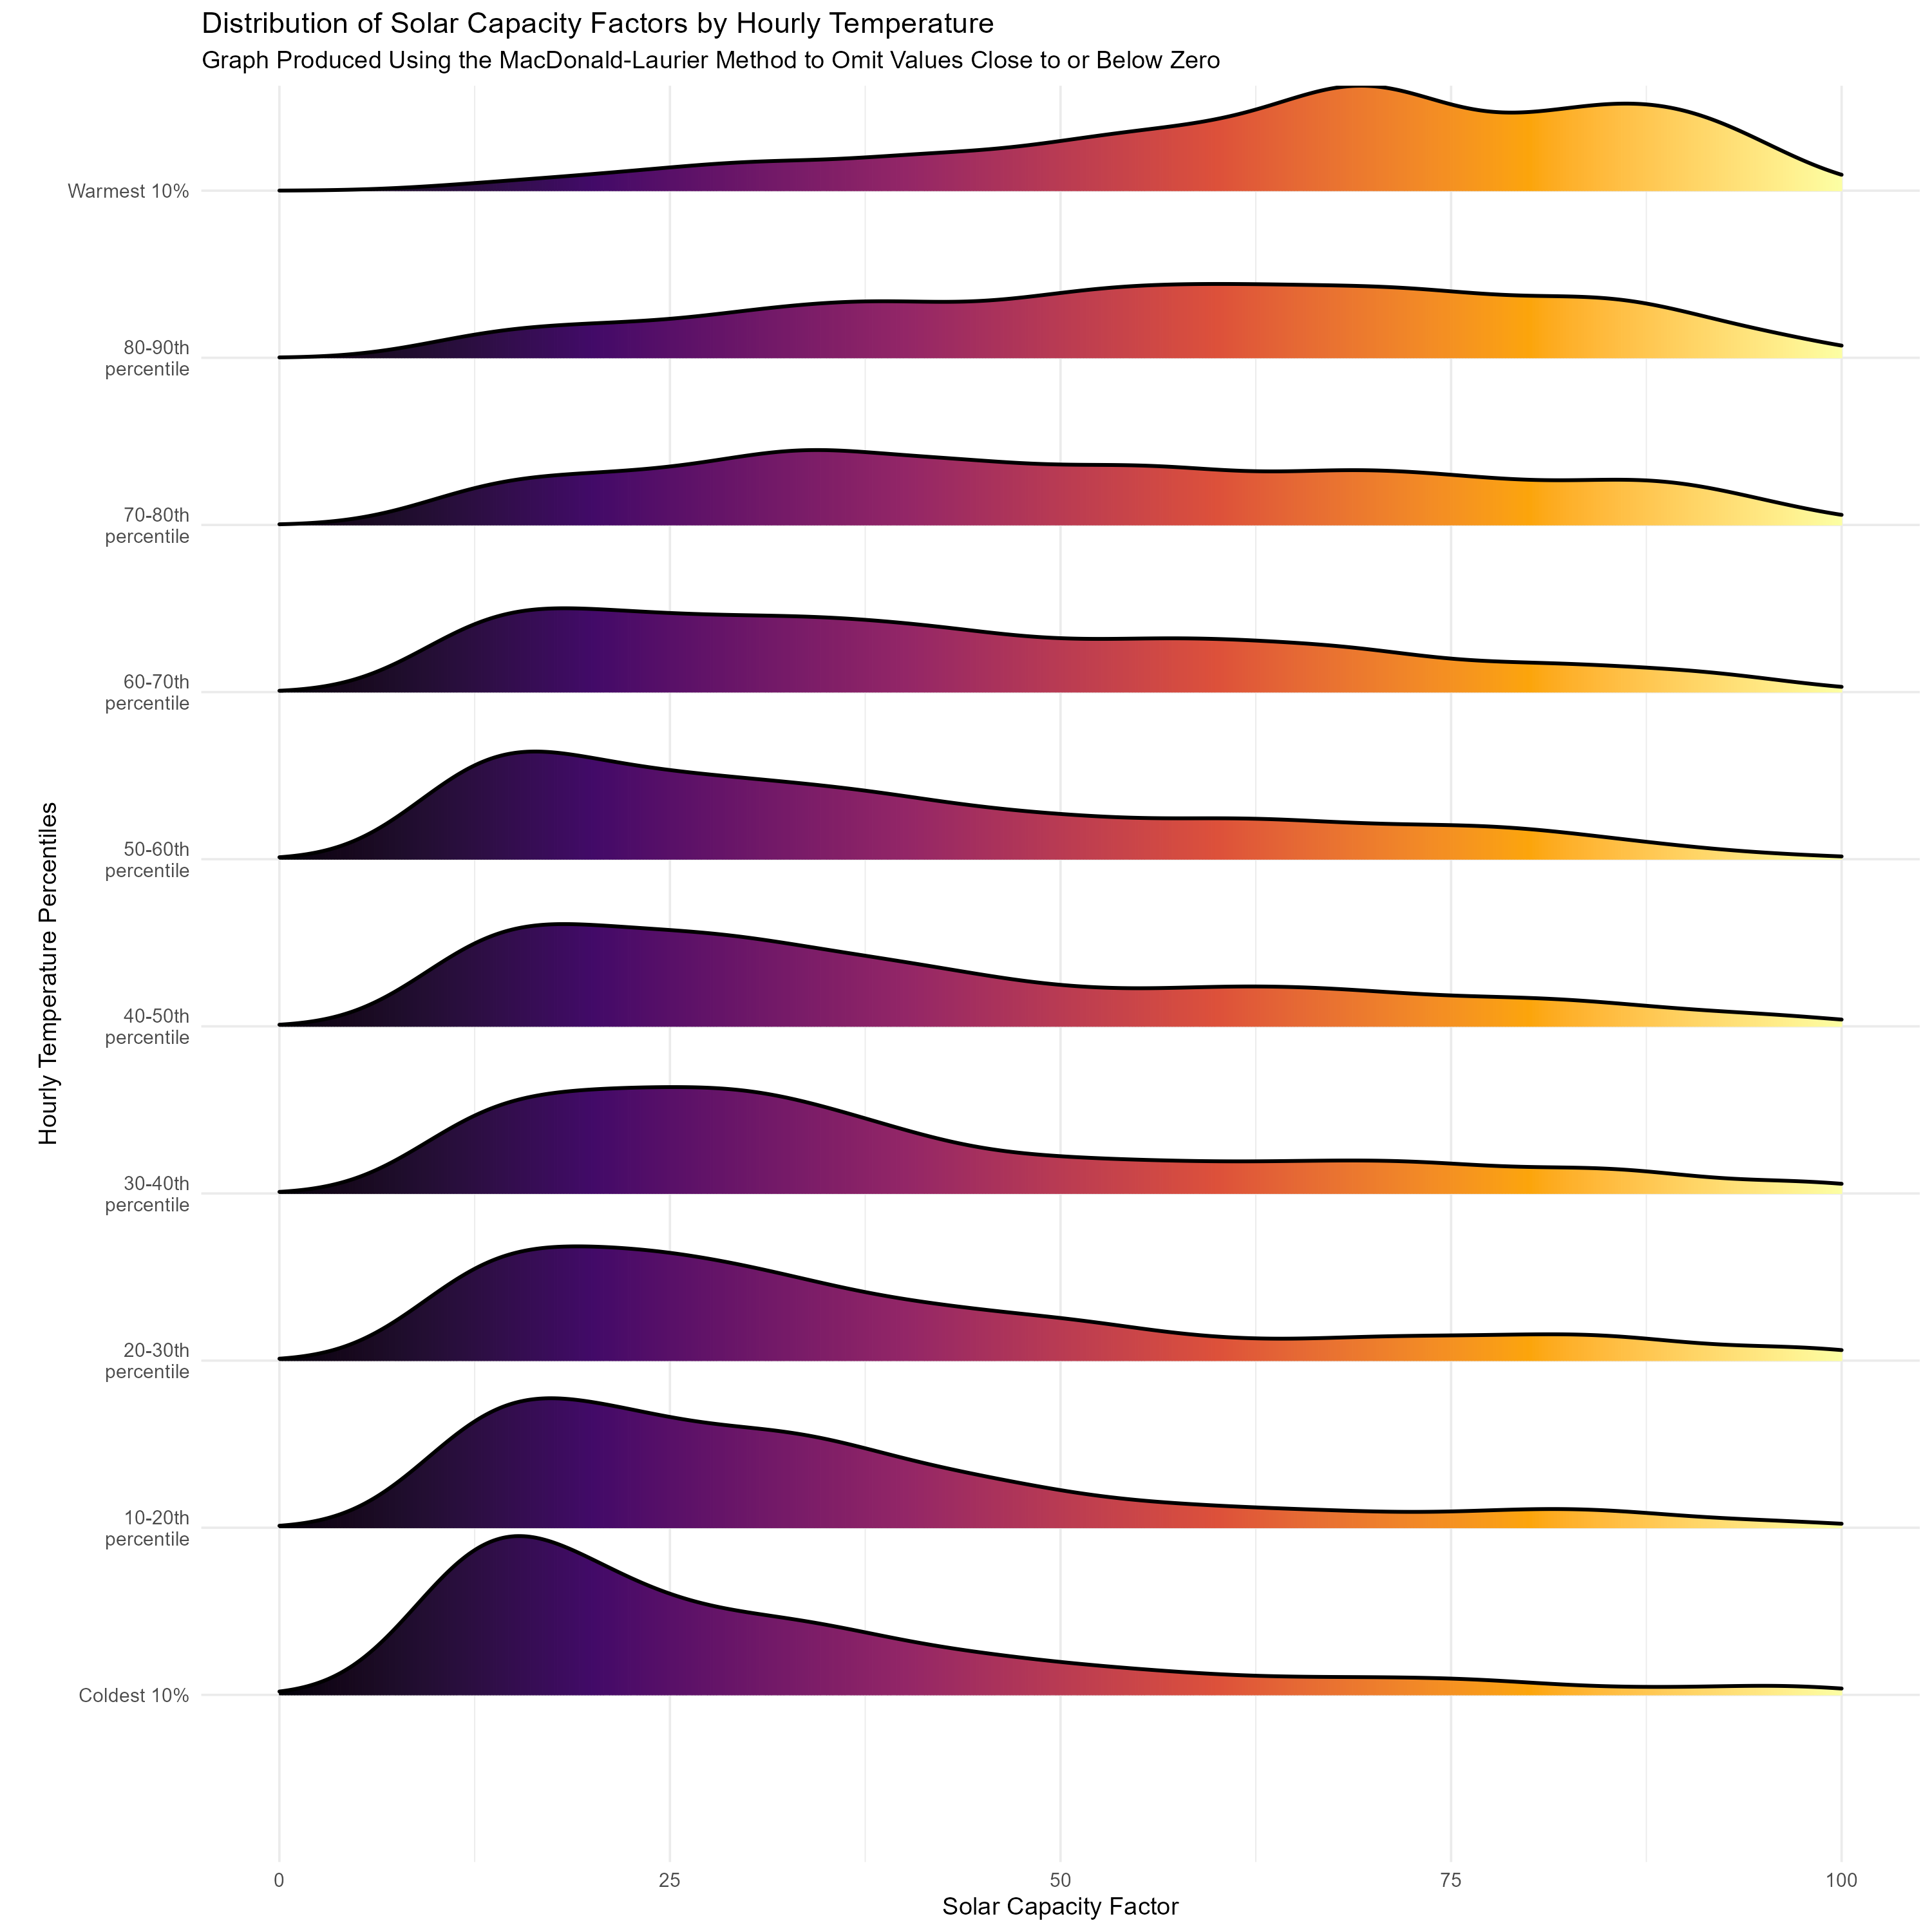 Distribution of Solar Capacity Factors by Hourly Temperature
Graph Produced Using the MacDonald-Laurier Method to Omit Values Close to or Below Zero
Warmest 10%
80-90th
percentile
70-80th
percentile
60-70th
percentile
50-60th
percentile
40-50th
percentile
30-40th
percentile
20-30th
percentile
10-20th
percentile
Coldest 10%
Hourly Temperature Percentiles
0
25
50
75
100
Solar Capacity Factor